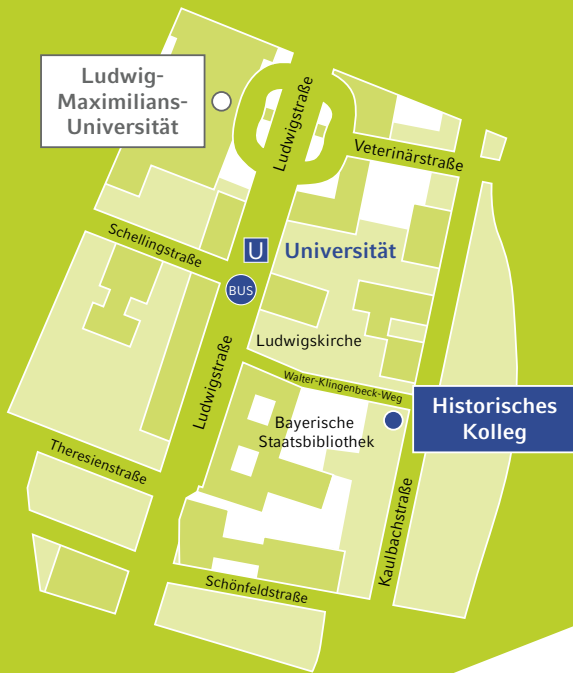 Ludwig-
Maximilians-
Universität
Ludwigstraße
Veterinärstraße
Schellingstraße
U Universität
BUS
Ludwigstraße
Ludwigskirche
Walter-Klingenbeck-Weg
Historisches
Kolleg
Bayerische
Staatsbibliothek
Theresienstraße
Kaulbachstraße
Schönfeldstraße